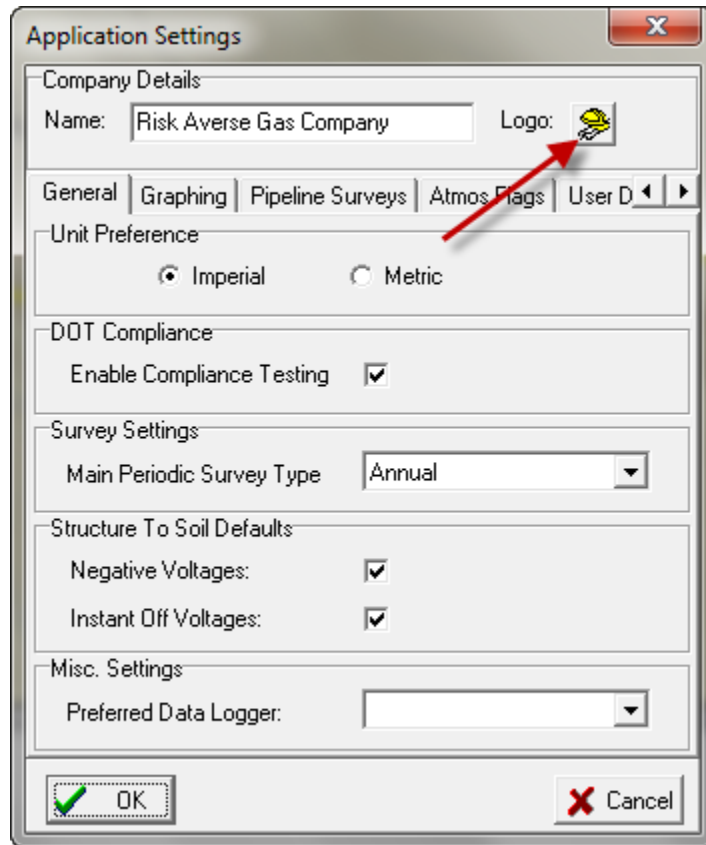 Application Settings
Company Details
Name: Risk Averse Gas Company Logo:
General Graphing Pipeline Surveys Atmos Flags User D
Unit Preference
Imperial Metric
DOT Compliance
Enable Compliance Testing
Survey Settings
Main Periodic Survey Type Annual
Structure To Soil Defaults
Negative Voltages:
Instant Off Voltages:
Misc. Settings
Preferred Data Logger:
OK Cancel